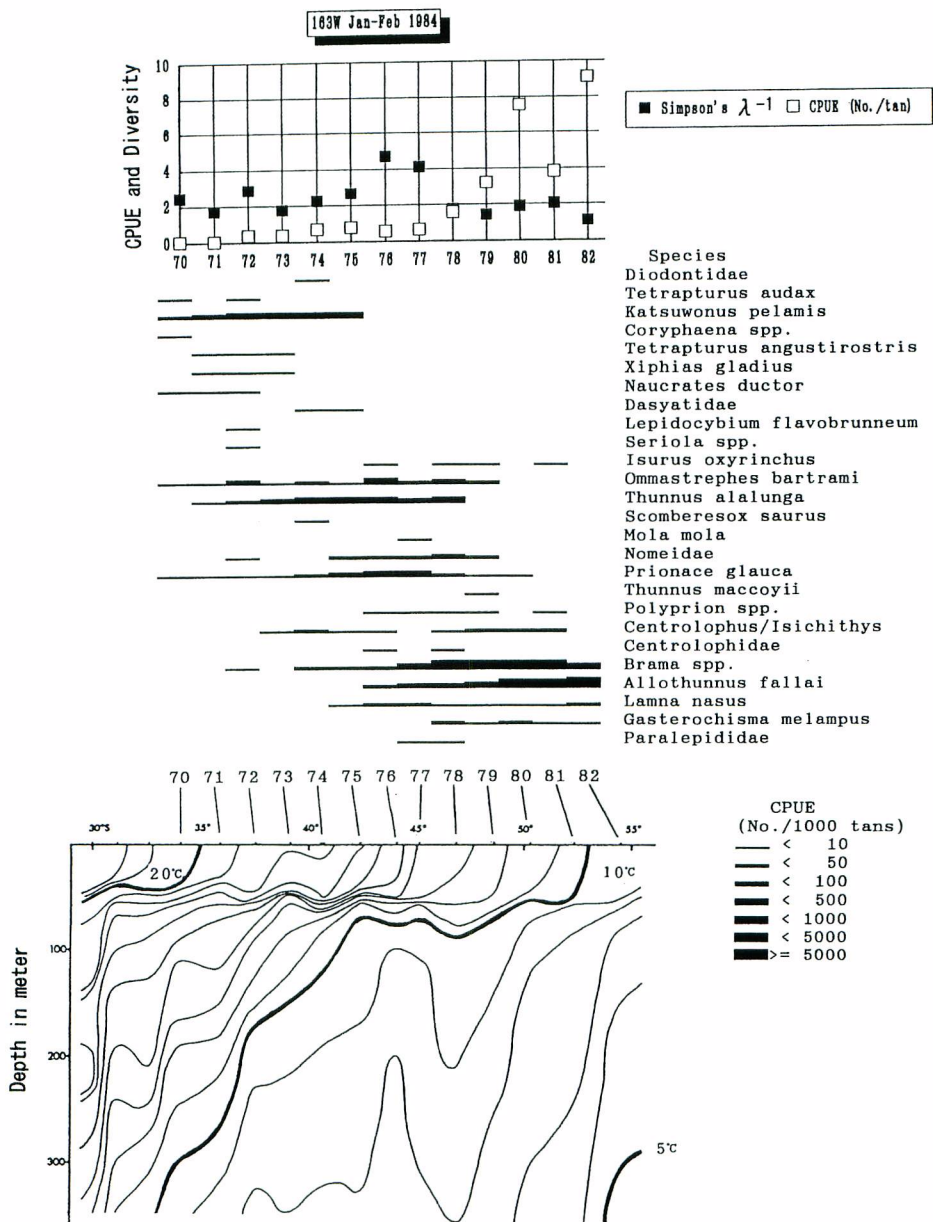 163W Jan-Feb 1984
CPUE and Diversity
10
8
6
4
2
0
■ Simpson's λ⁻¹ □ CPUE (No./tan)
70 71 72 73 74 75 76 77 78 79 80 81 82
Species
Diodontidae
Tetrapturus audax
Katsuwonus pelamis
Coryphaena spp.
Tetrapturus angustirostris
Xiphias gladius
Naucrates ductor
Dasyatidae
Lepidocybium flavobrunneum
Seriola spp.
Isurus oxyrinchus
Ommastrephes bartrami
Thunnus alalunga
Scomberesox saurus
Mola mola
Nomeidae
Prionace glauca
Thunnus maccoyii
Polyprion spp.
Centrolophus/Isichithys
Centrolophidae
Brama spp.
Allothunnus fallai
Lamna nasus
Gasterochisma melampus
Paralepididae
70 71 72 73 74 75 76 77 78 79 80 81 82
30°S 35° 40° 45° 50° 55°
20℃
10℃
5℃
Depth in meter
100
200
300
CPUE
(No./1000 tans)
< 10
< 50
< 100
< 500
< 1000
< 5000
>= 5000